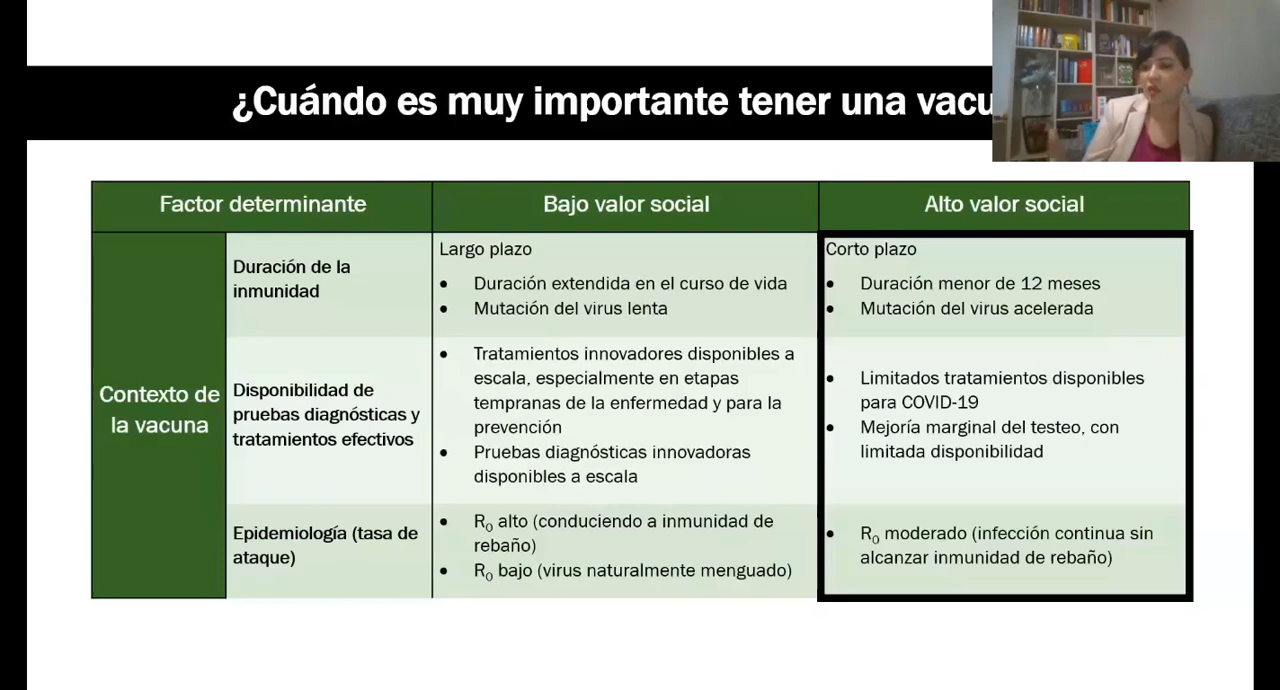 ¿Cuándo es muy importante tener una vacu
Factor determinante
Bajo valor social
Alto valor social
Contexto de
la vacuna
Duración de la
inmunidad
Largo plazo
• Duración extendida en el curso de vida
• Mutación del virus lenta
Corto plazo
• Duración menor de 12 meses
• Mutación del virus acelerada
Disponibilidad de
pruebas diagnósticas y
tratamientos efectivos
• Tratamientos innovadores disponibles a
escala, especialmente en etapas
tempranas de la enfermedad y para la
prevención
• Pruebas diagnósticas innovadoras
disponibles a escala
• Limitados tratamientos disponibles
para COVID-19
• Mejoría marginal del testeo, con
limitada disponibilidad
Epidemiología (tasa de
ataque)
• R₀ alto (conduciendo a inmunidad de
rebaño)
• R₀ bajo (virus naturalmente menguado)
• R₀ moderado (infección continua sin
alcanzar inmunidad de rebaño)